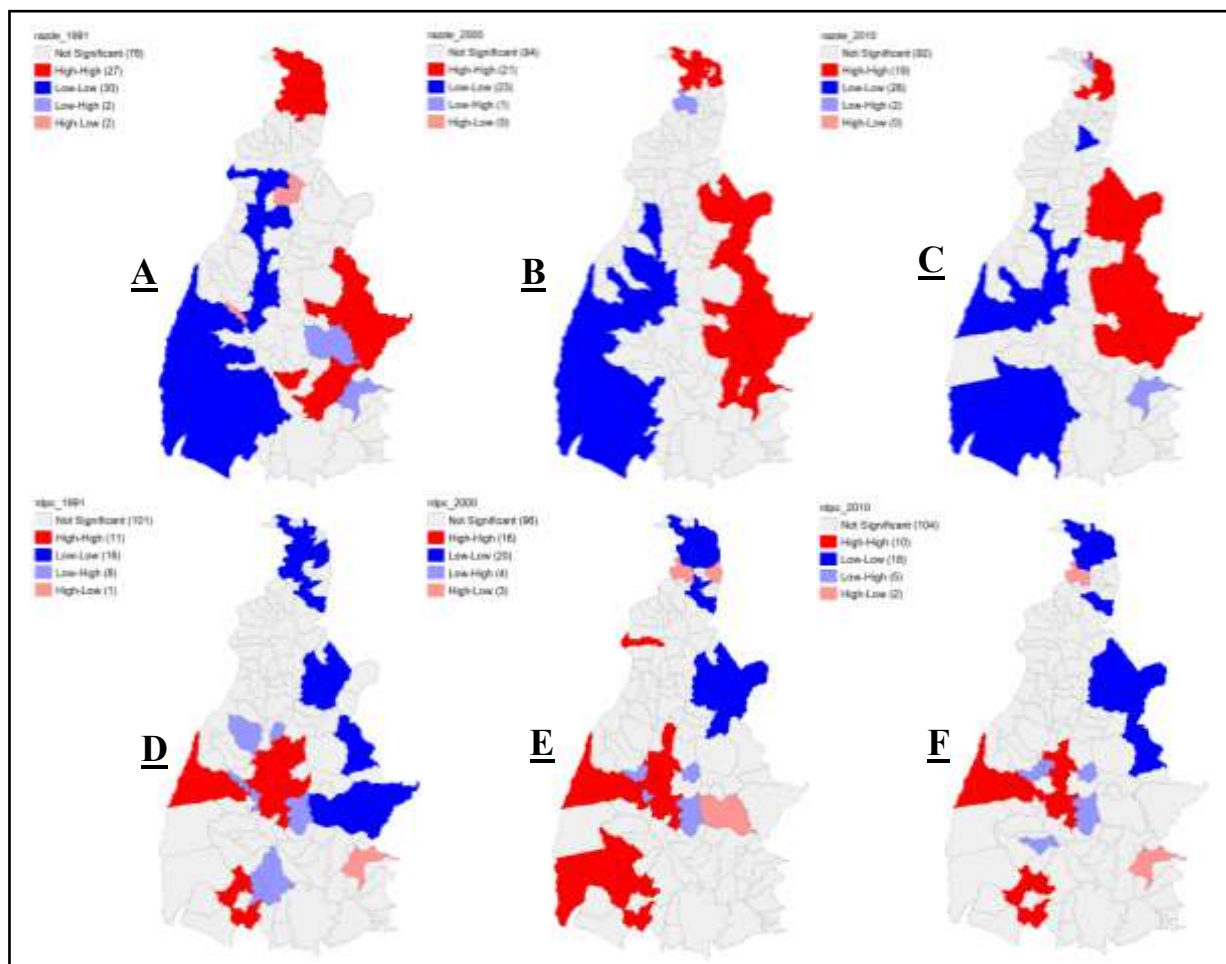 razde_1991
Not Significant (78)
High-High (27)
Low-Low (30)
Low-High (2)
High-Low (2)
A
razde_2000
Not Significant (94)
High-High (21)
Low-Low (23)
Low-High (1)
High-Low (0)
B
razde_2010
Not Significant (92)
High-High (19)
Low-Low (26)
Low-High (2)
High-Low (0)
C
rdpc_1991
Not Significant (101)
High-High (11)
Low-Low (18)
Low-High (8)
High-Low (1)
D
rdpc_2000
Not Significant (96)
High-High (16)
Low-Low (20)
Low-High (4)
High-Low (3)
E
rdpc_2010
Not Significant (104)
High-High (10)
Low-Low (18)
Low-High (5)
High-Low (2)
F